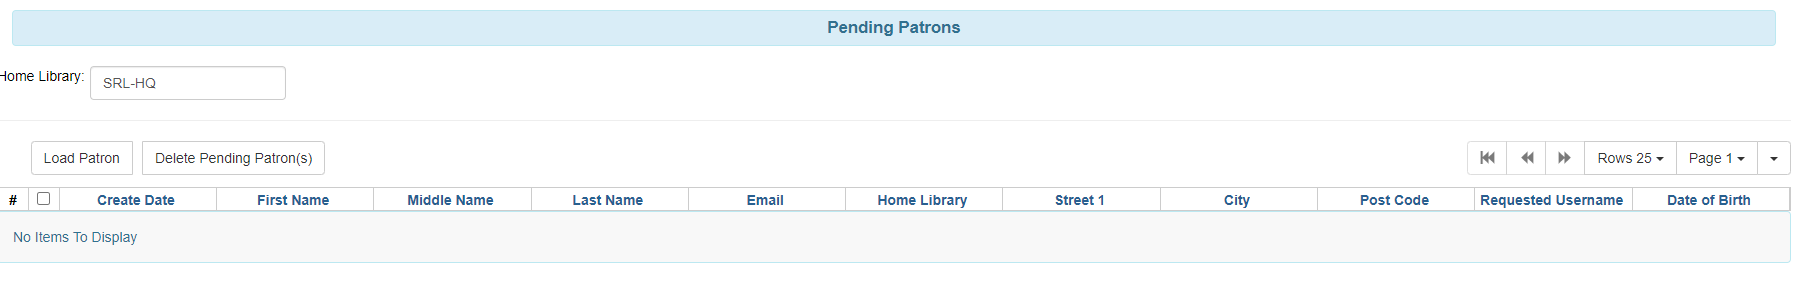 Pending Patrons
Home Library: SRL-HQ
Load Patron Delete Pending Patron(s) Rows 25 Page 1
# Create Date First Name Middle Name Last Name Email Home Library Street 1 City Post Code Requested Username Date of Birth
No Items To Display